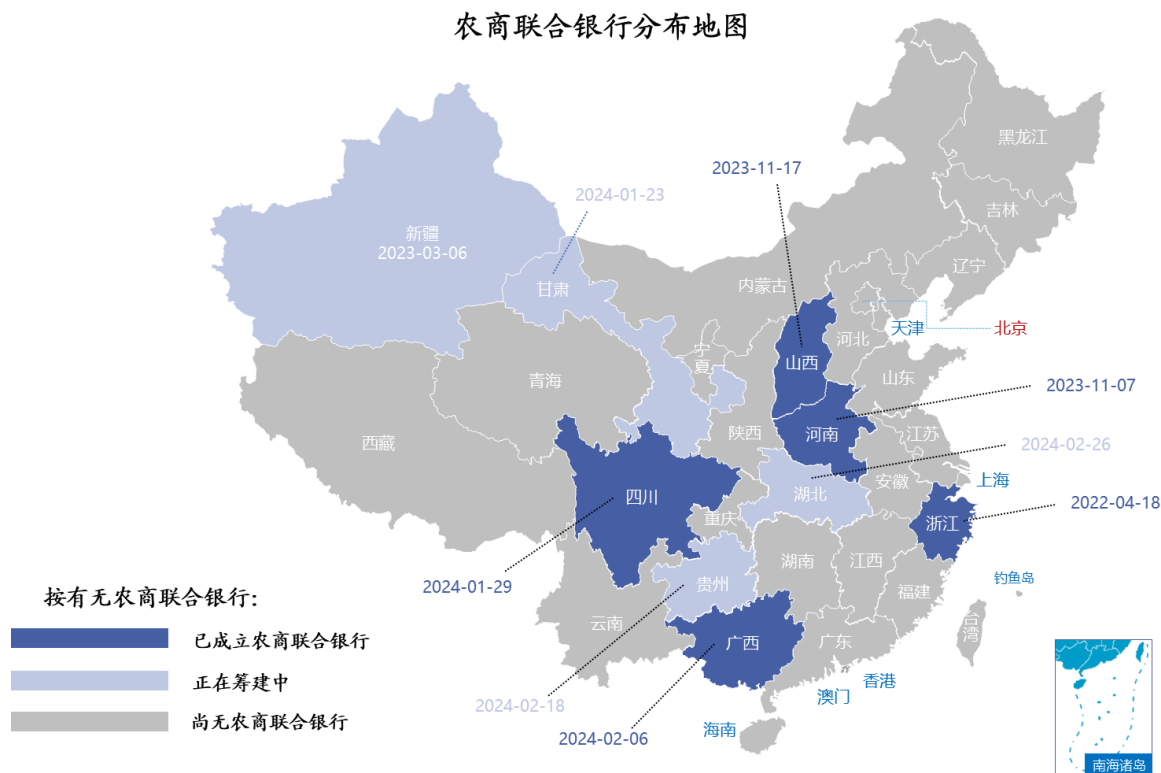 农商联合银行分布地图
黑龙江
2023-11-17
2024-01-23
吉林
新疆
2023-03-06
辽宁
内蒙古
甘肃
天津
北京
河北
宁夏
山西
山东
青海
2023-11-07
陕西
河南
江苏
西藏
2024-02-26
上海
安徽
四川
湖北
2022-04-18
重庆
浙江
湖南
江西
钓鱼岛
贵州
2024-01-29
福建
按有无农商联合银行:
云南
台湾
已成立农商联合银行
广西
广东
正在筹建中
香港
澳门
2024-02-18
尚无农商联合银行
海南
2024-02-06
南海诸岛